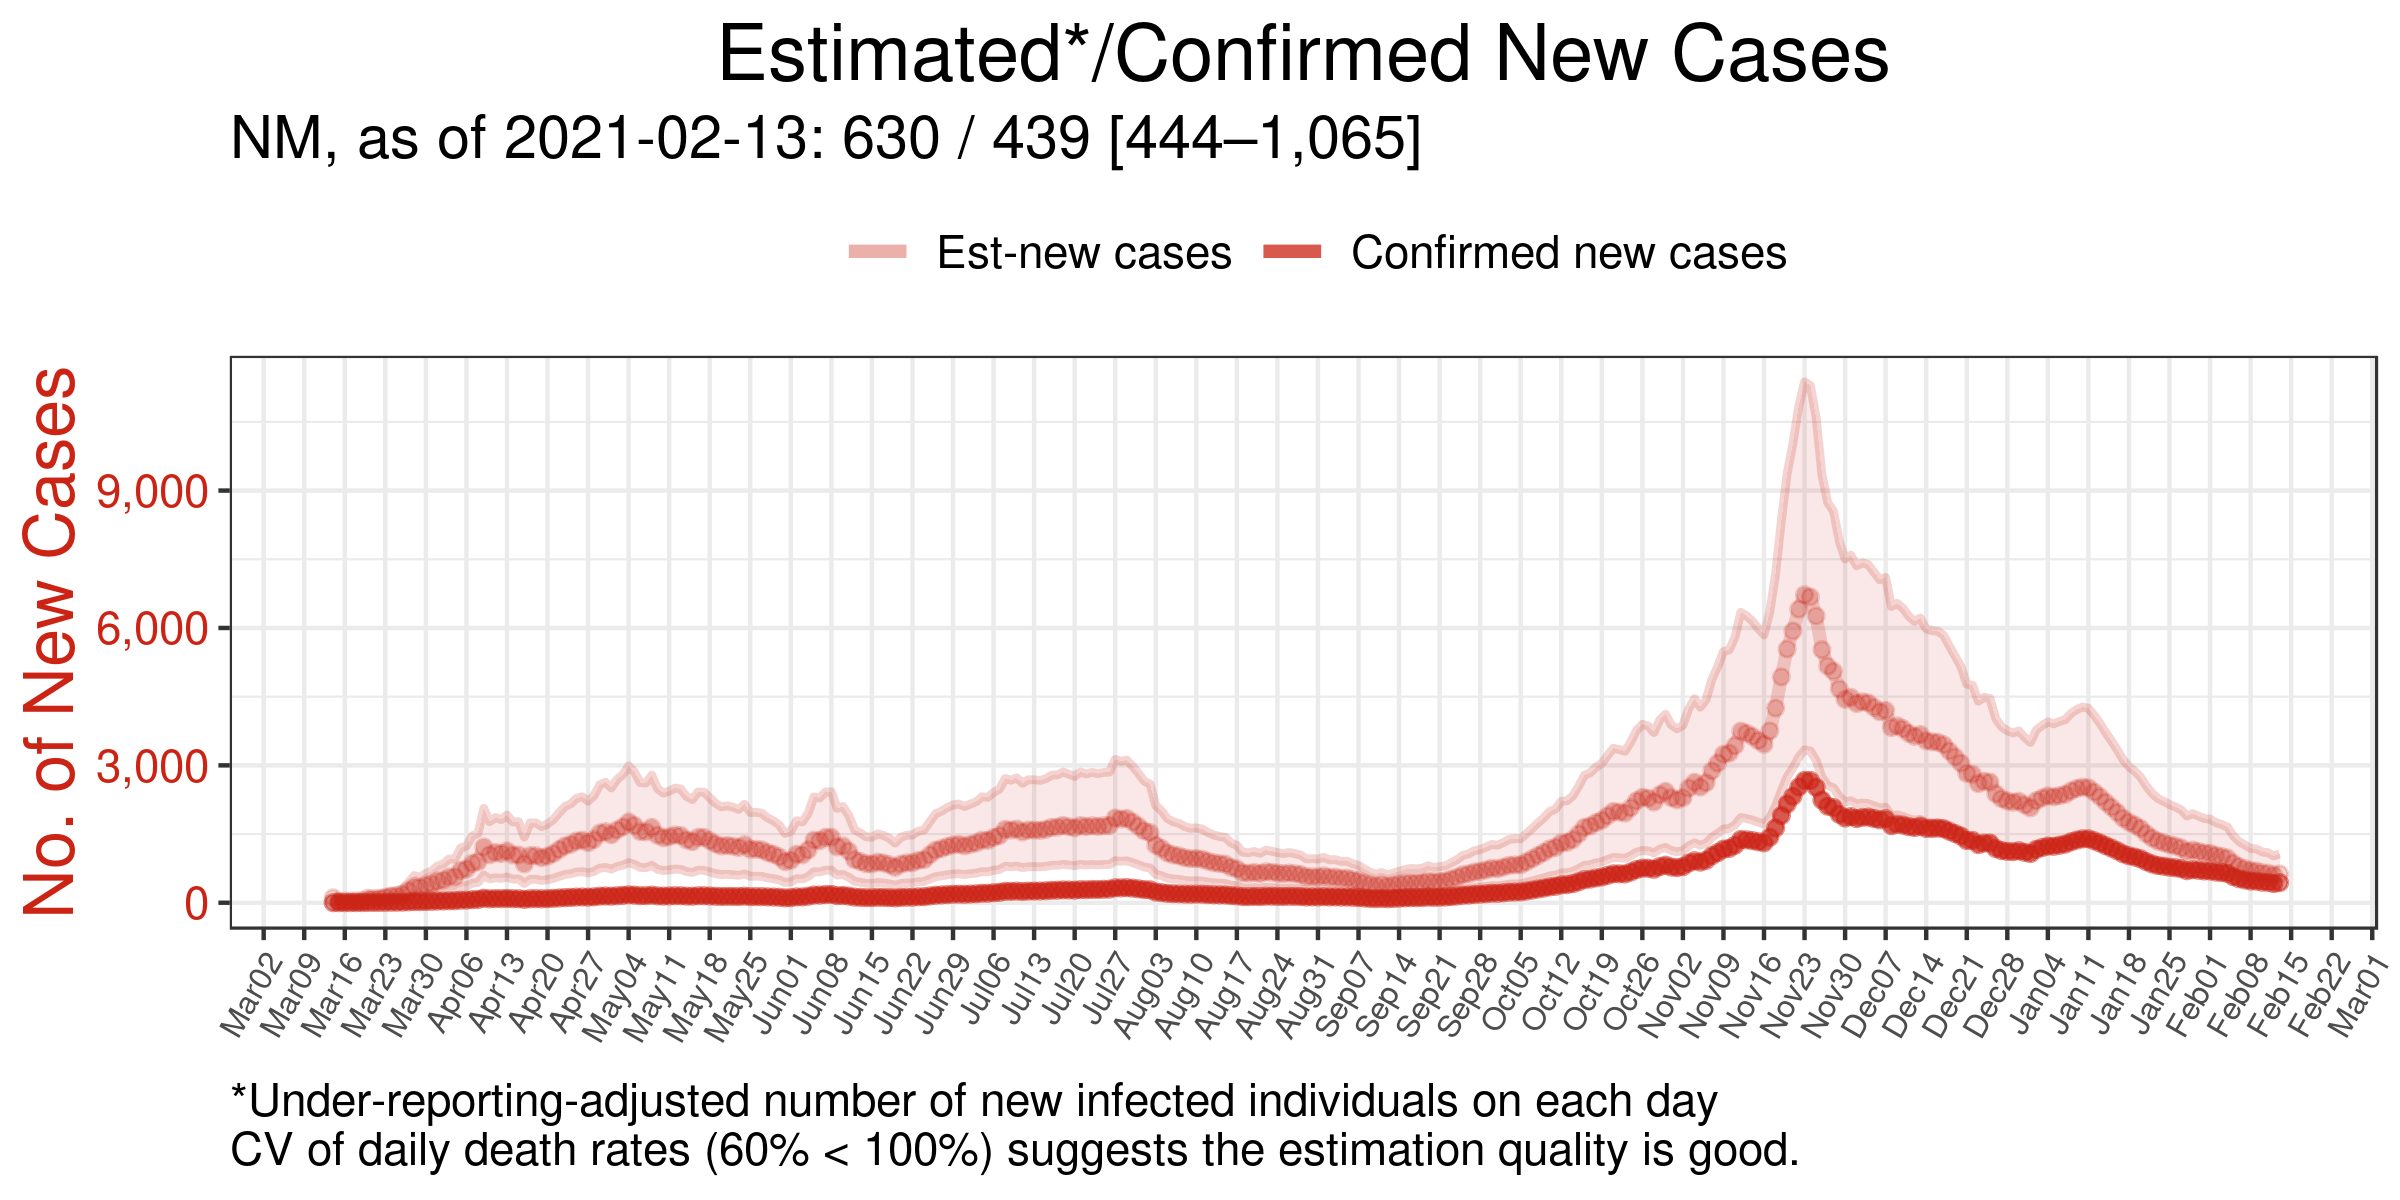 Estimated*/Confirmed New Cases
NM, as of 2021-02-13: 630 / 439 [444–1,065]
Est-new cases
Confirmed new cases
No. of New Cases
9,000
6,000
3,000
0
Mar02
Mar09
Mar16
Mar23
Mar30
Apr06
Apr13
Apr20
Apr27
May04
May11
May18
May25
Jun01
Jun08
Jun15
Jun22
Jun29
Jul06
Jul13
Jul20
Jul27
Aug03
Aug10
Aug17
Aug24
Aug31
Sep07
Sep14
Sep21
Sep28
Oct05
Oct12
Oct19
Oct26
Nov02
Nov09
Nov16
Nov23
Nov30
Dec07
Dec14
Dec21
Dec28
Jan04
Jan11
Jan18
Jan25
Feb01
Feb08
Feb15
Feb22
Mar01
*Under-reporting-adjusted number of new infected individuals on each day
CV of daily death rates (60% < 100%) suggests the estimation quality is good.